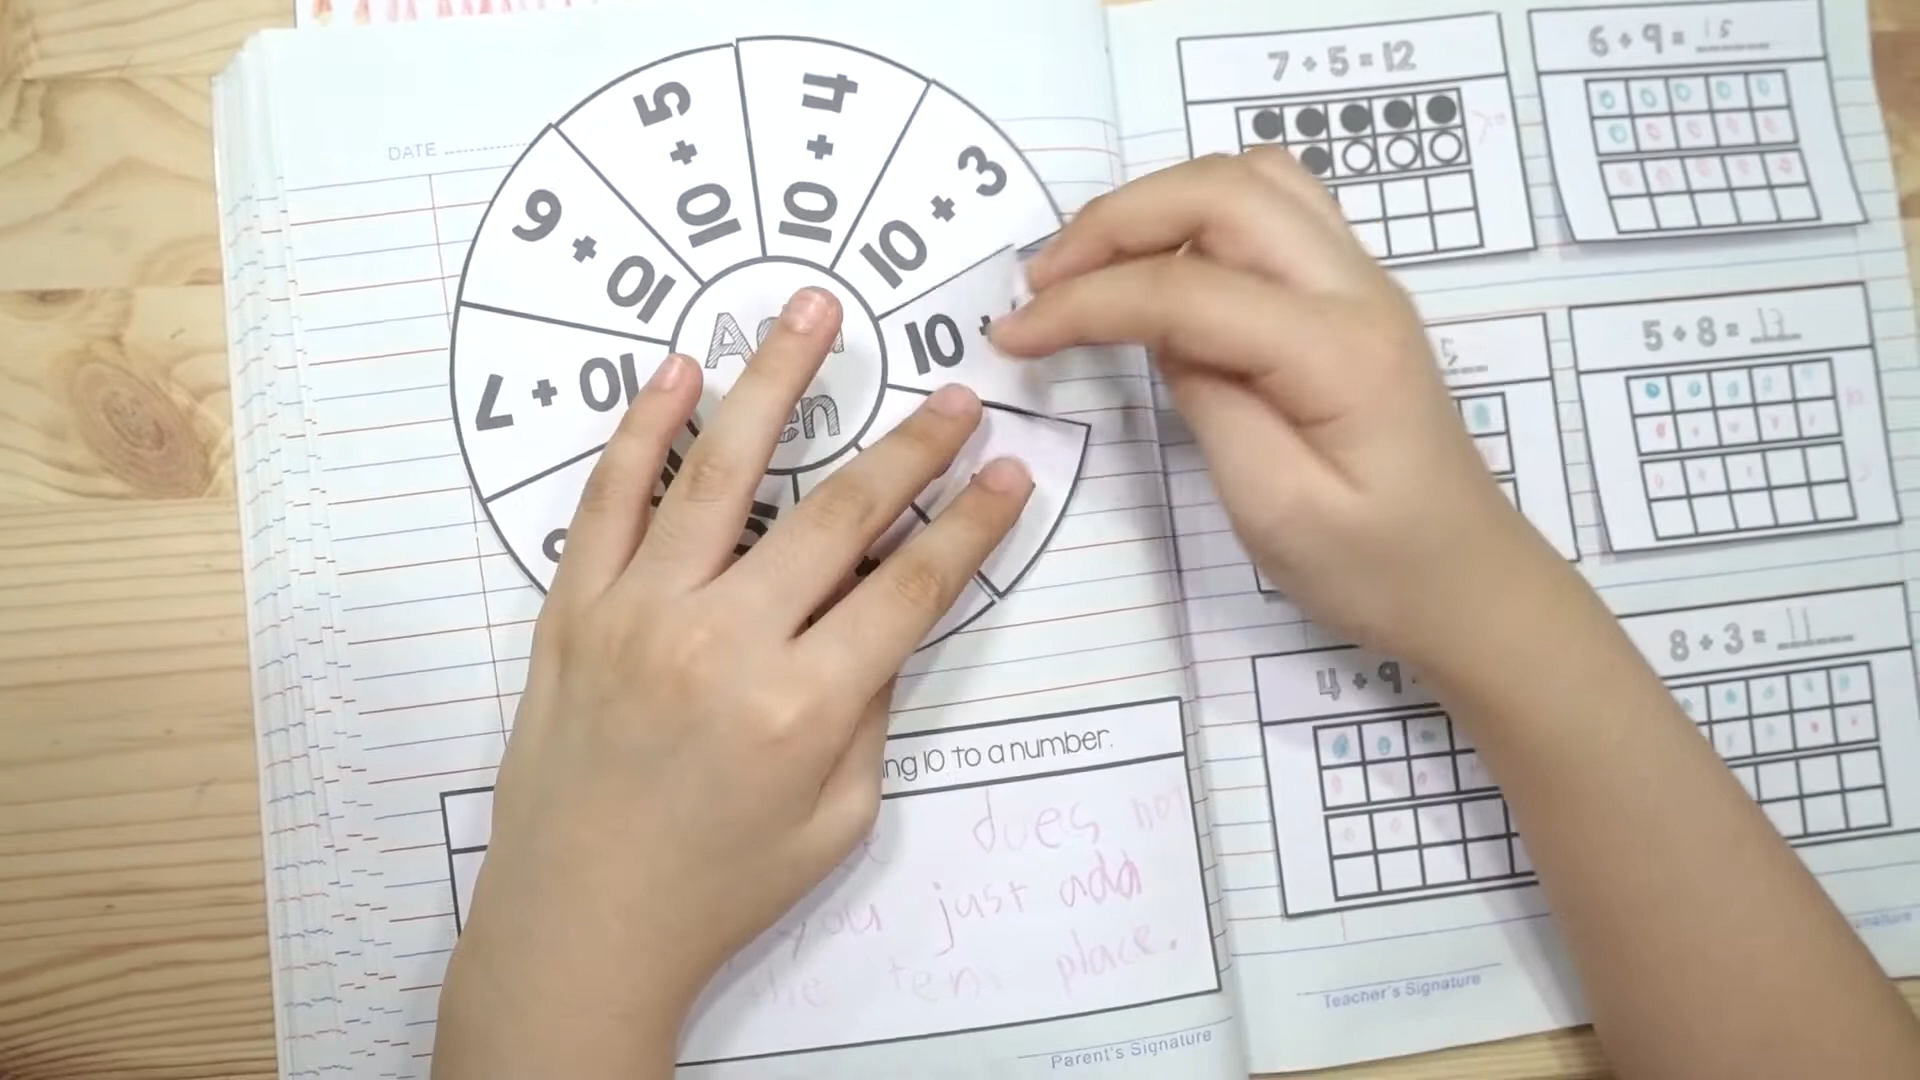 DATE
10 + 7
10 + 6
10 + 5
10 + 4
10 + 3
10 +
ing 10 to a number.
does not
you just add
the tens place.
Parent's Signature
7 + 5 = 12
6 + 9 = 15
5 + 8 = 13
4 + 9
8 + 3 = 11
Teacher's Signature